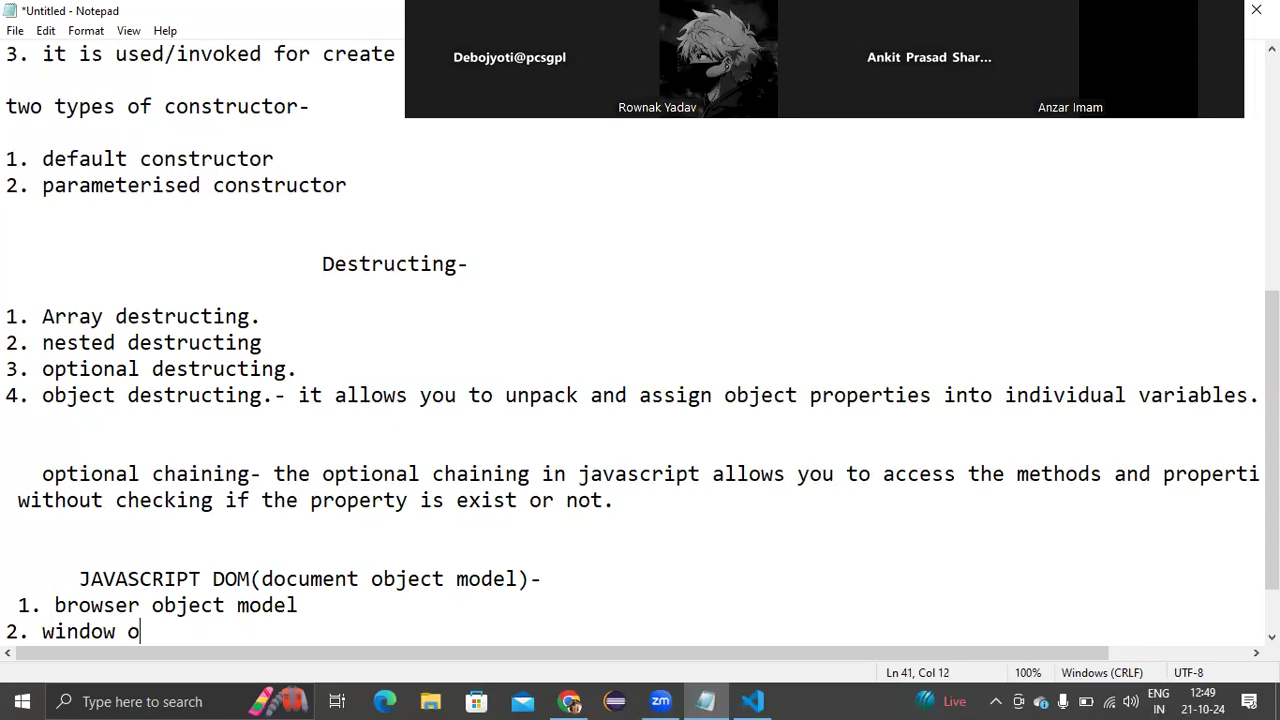 *Untitled - Notepad
File Edit Format View Help
3. it is used/invoked for create
Debojyoti@pcsgpl
Rownak Yadav
Ankit Prasad Shar...
Anzar Imam
two types of constructor-
1. default constructor
2. parameterised constructor
Destructing-
1. Array destructing.
2. nested destructing
3. optional destructing.
4. object destructing.- it allows you to unpack and assign object properties into individual variables.
optional chaining- the optional chaining in javascript allows you to access the methods and properti
without checking if the property is exist or not.
JAVASCRIPT DOM(document object model)-
1. browser object model
2. window o
Ln 41, Col 12 100% Windows (CRLF) UTF-8
Type here to search
zm
Live
ENG
IN
12:49
21-10-24